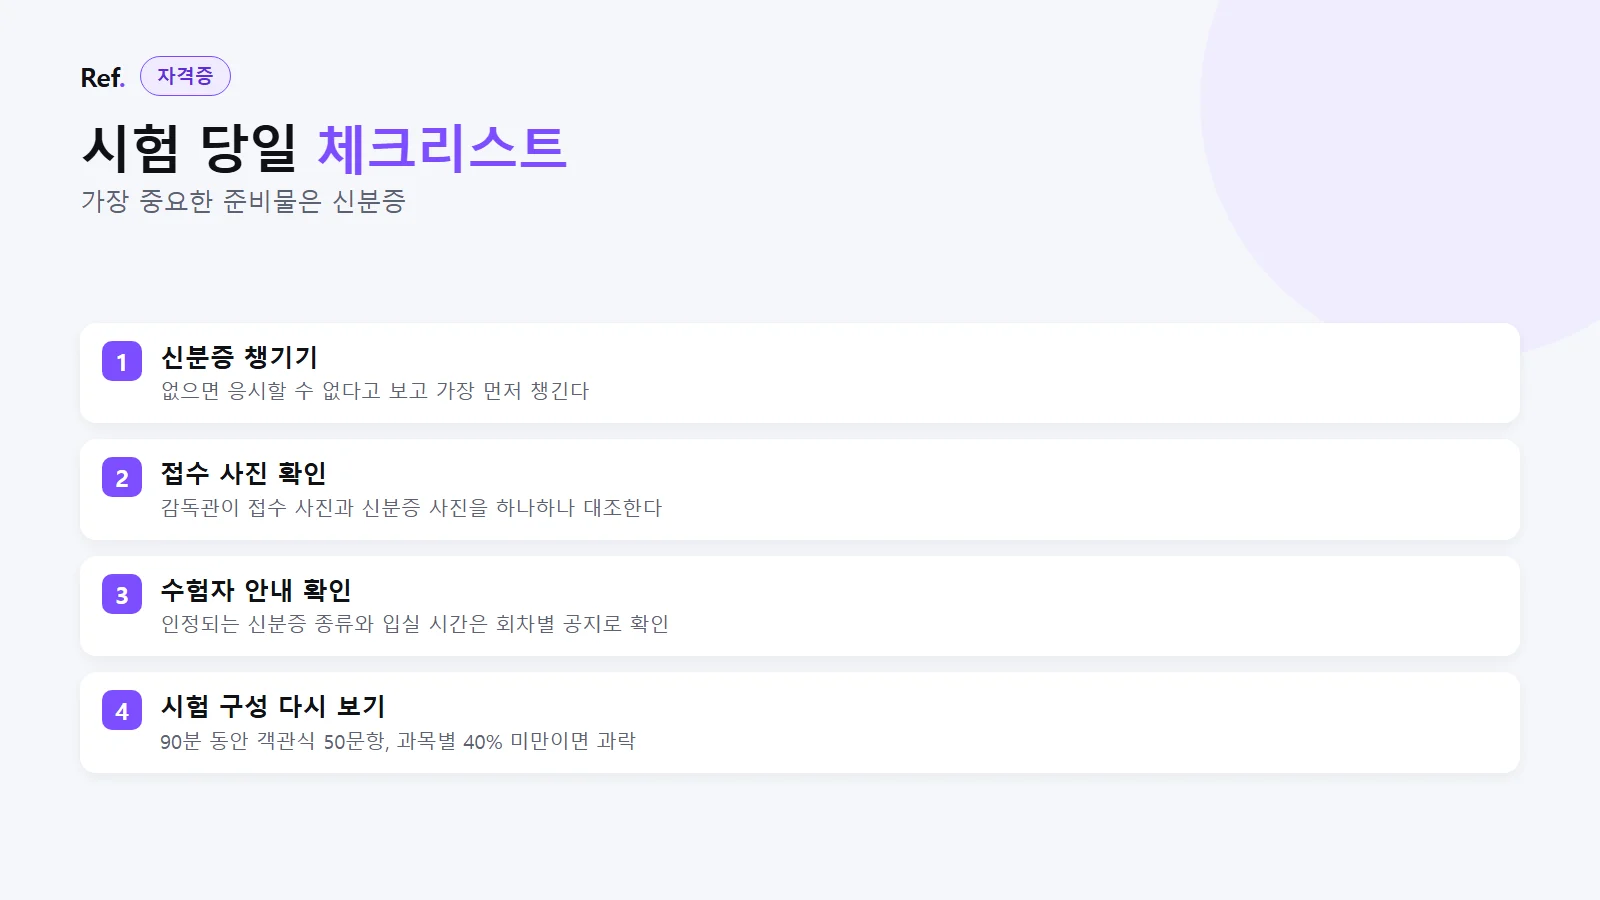 Ref. 자격증
시험 당일 체크리스트
가장 중요한 준비물은 신분증
1 신분증 챙기기
없으면 응시할 수 없다고 보고 가장 먼저 챙긴다
2 접수 사진 확인
감독관이 접수 사진과 신분증 사진을 하나하나 대조한다
3 수험자 안내 확인
인정되는 신분증 종류와 입실 시간은 회차별 공지로 확인
4 시험 구성 다시 보기
90분 동안 객관식 50문항, 과목별 40% 미만이면 과락